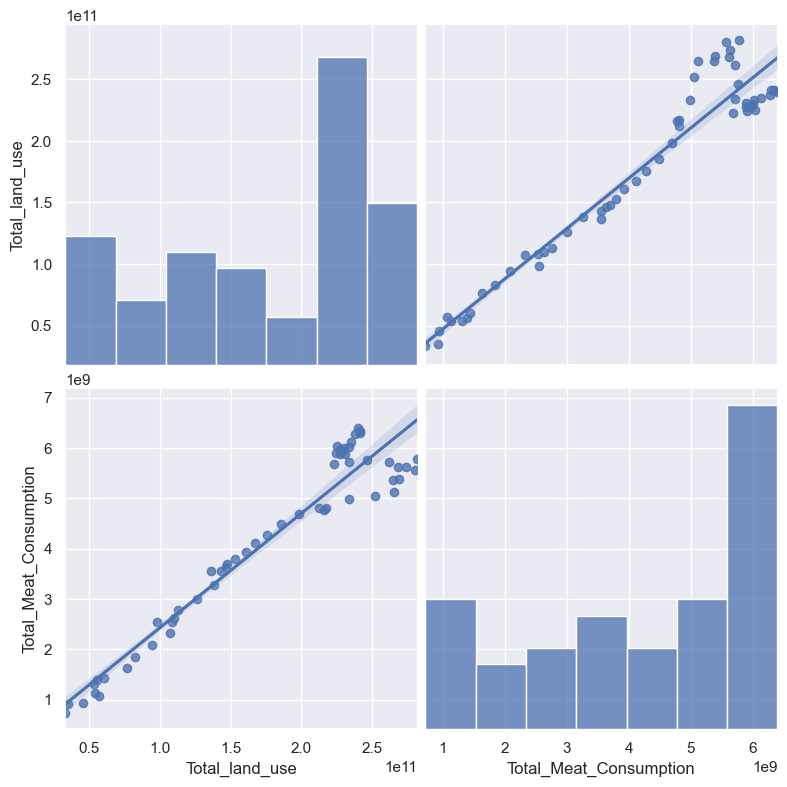 1e11
Total_land_use
2.5
2.0
1.5
1.0
0.5
1e9
Total_Meat_Consumption
7
6
5
4
3
2
1
0.5 1.0 1.5 2.0 2.5
1e11
Total_land_use
1 2 3 4 5 6
1e9
Total_Meat_Consumption